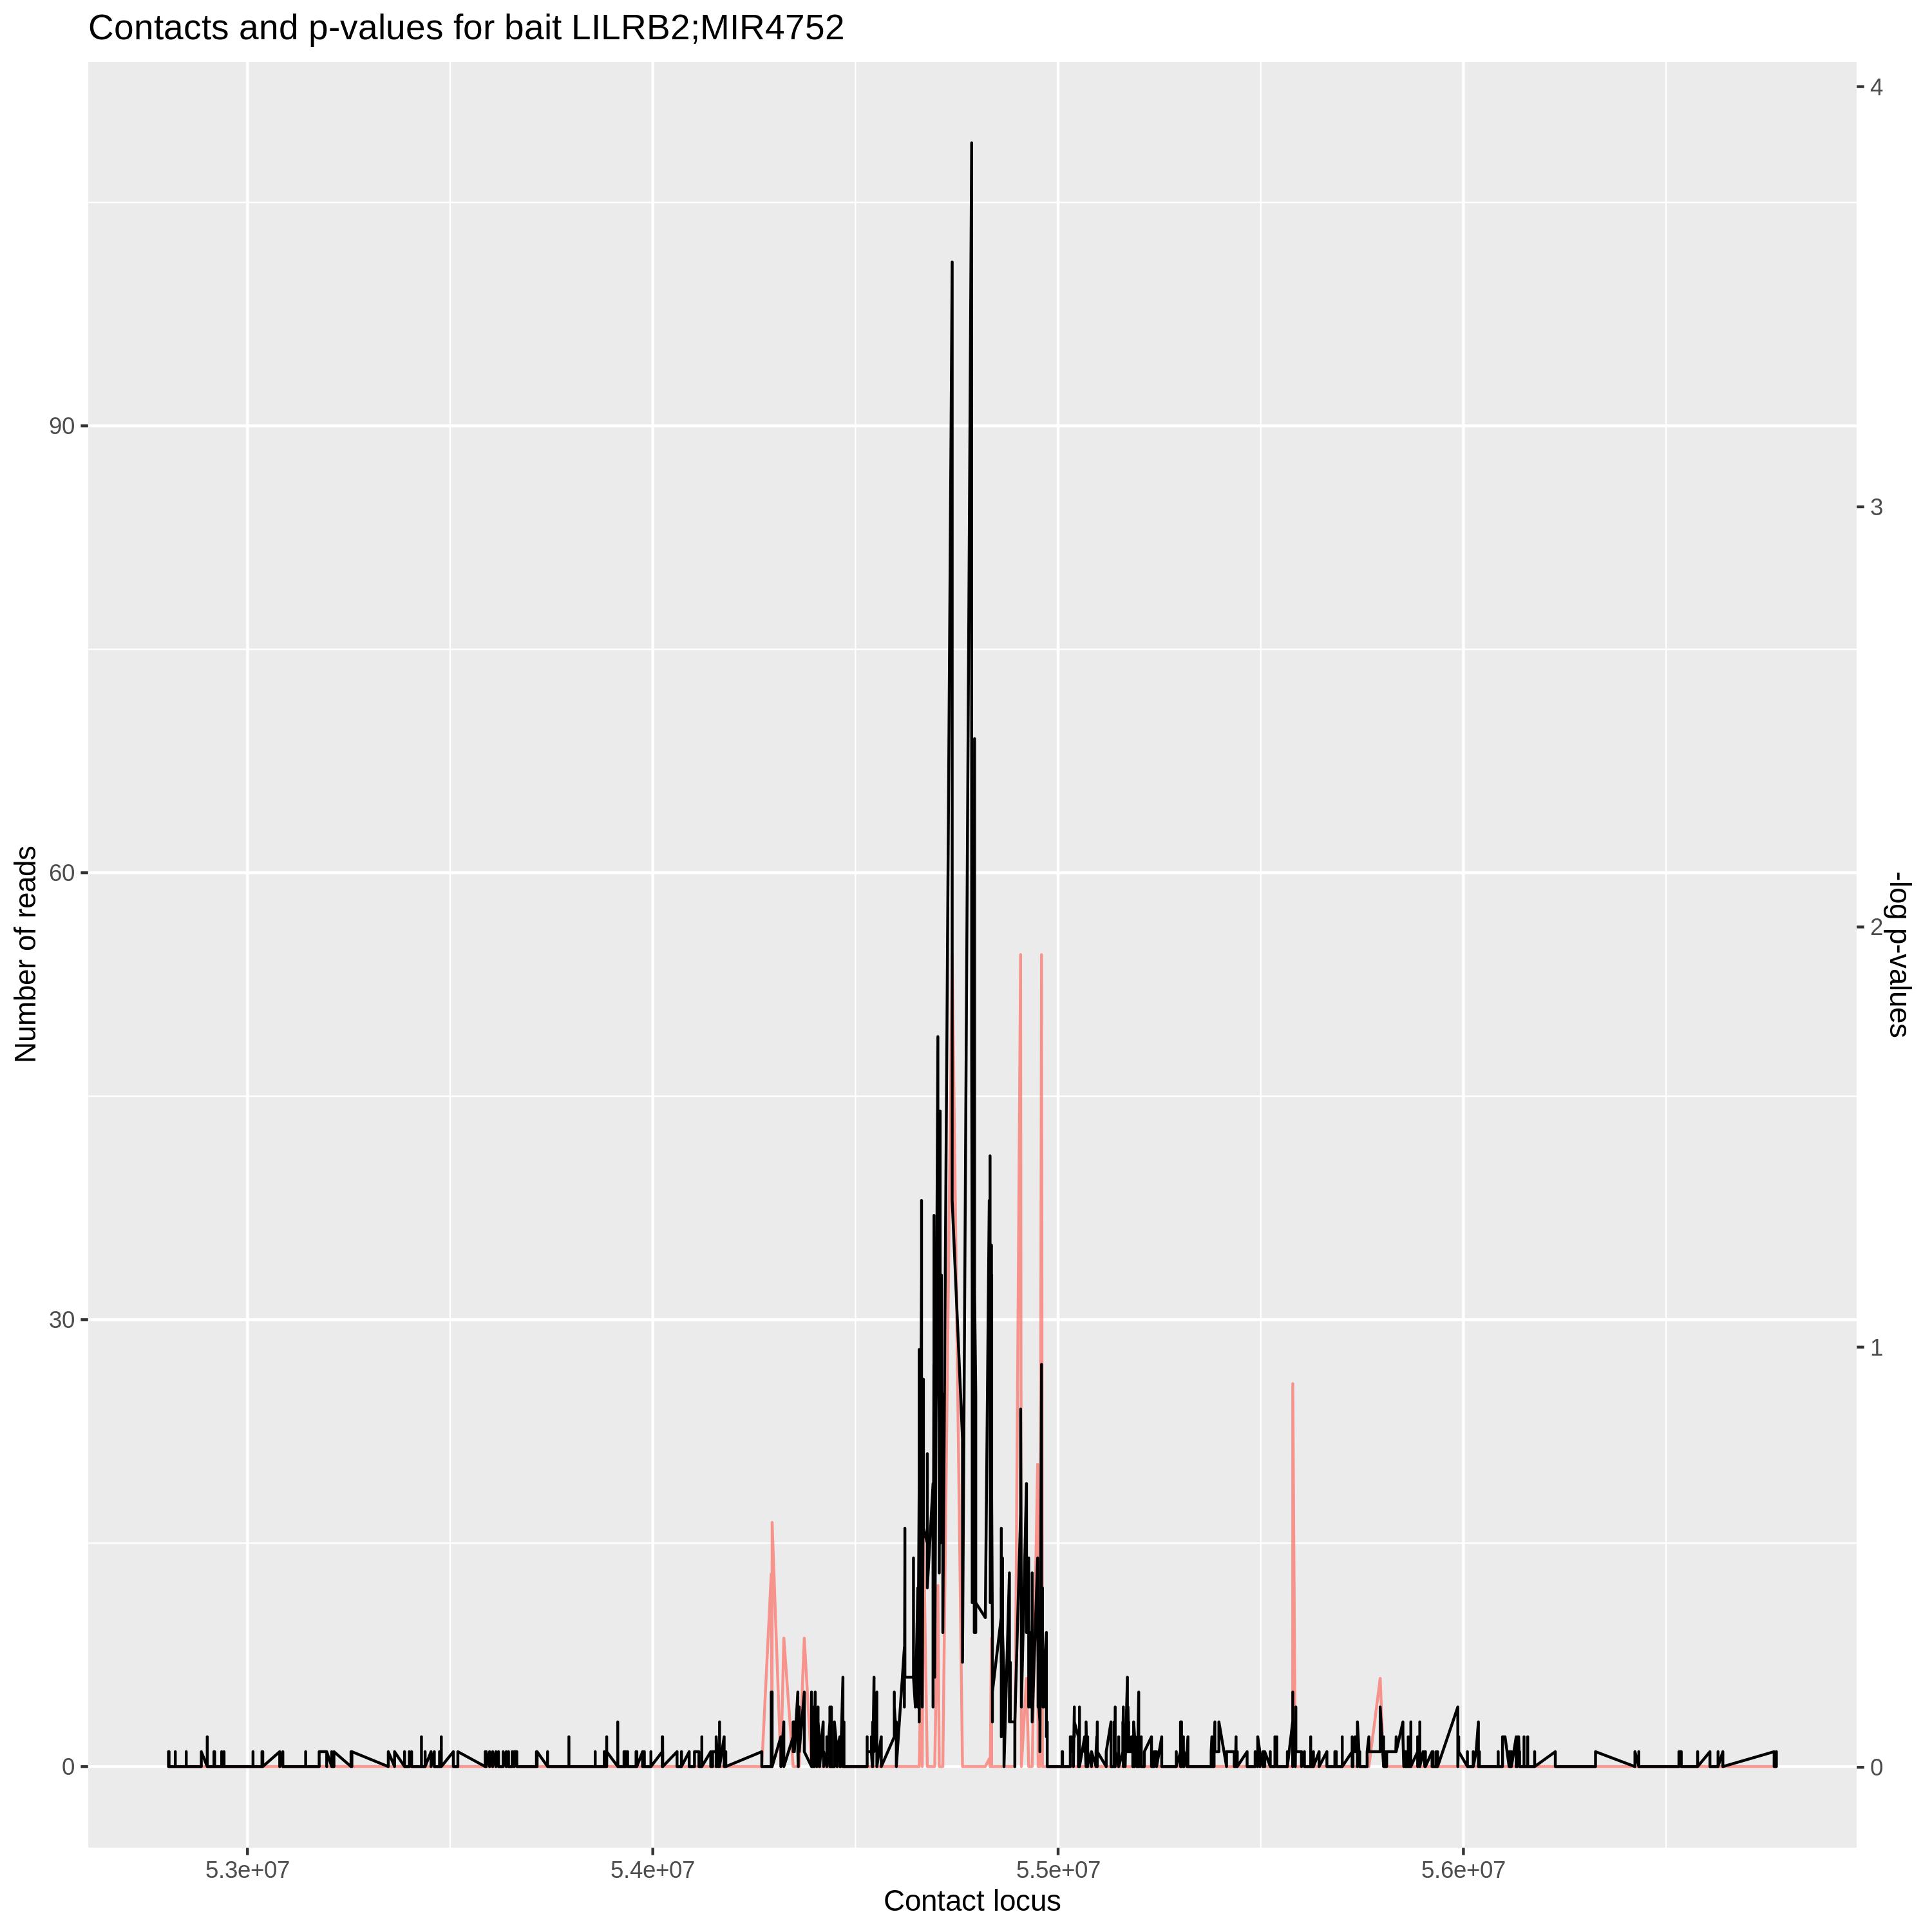 Contacts and p-values for bait LILRB2;MIR4752
Number of reads
90
60
30
0
4
3
2
1
0
-log p-values
5.3e+07 5.4e+07 5.5e+07 5.6e+07
Contact locus